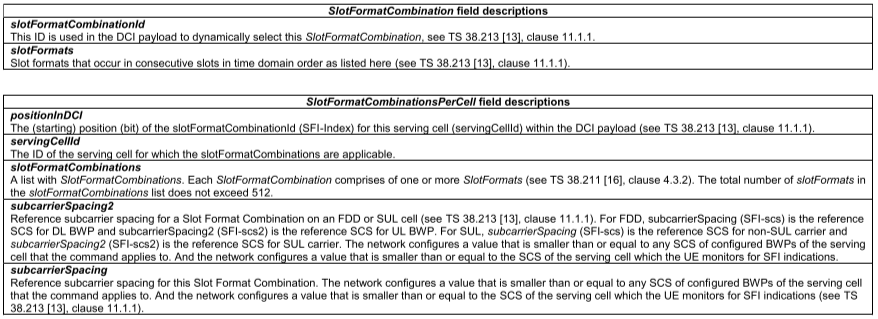 SlotFormatCombination field descriptions
slotFormatCombinationId
This ID is used in the DCI payload to dynamically select this SlotFormatCombination, see TS 38.213 [13], clause 11.1.1.
slotFormats
Slot formats that occur in consecutive slots in time domain order as listed here (see TS 38.213 [13], clause 11.1.1).
SlotFormatCombinationsPerCell field descriptions
positionInDCI
The (starting) position (bit) of the slotFormatCombinationId (SFI-Index) for this serving cell (servingCellId) within the DCI payload (see TS 38.213 [13], clause 11.1.1).
servingCellId
The ID of the serving cell for which the slotFormatCombinations are applicable.
slotFormatCombinations
A list with SlotFormatCombinations. Each SlotFormatCombination comprises of one or more SlotFormats (see TS 38.211 [16], clause 4.3.2). The total number of slotFormats in
the slotFormatCombinations list does not exceed 512.
subcarrierSpacing2
Reference subcarrier spacing for a Slot Format Combination on an FDD or SUL cell (see TS 38.213 [13], clause 11.1.1). For FDD, subcarrierSpacing (SFI-scs) is the reference
SCS for DL BWP and subcarrierSpacing2 (SFI-scs2) is the reference SCS for UL BWP. For SUL, subcarrierSpacing (SFI-scs) is the reference SCS for non-SUL carrier and
subcarrierSpacing2 (SFI-scs2) is the reference SCS for SUL carrier. The network configures a value that is smaller than or equal to any SCS of configured BWPs of the serving
cell that the command applies to. And the network configures a value that is smaller than or equal to the SCS of the serving cell which the UE monitors for SFI indications.
subcarrierSpacing
Reference subcarrier spacing for this Slot Format Combination. The network configures a value that is smaller than or equal to any SCS of configured BWPs of the serving cell
that the command applies to. And the network configures a value that is smaller than or equal to the SCS of the serving cell which the UE monitors for SFI indications (see TS
38.213 [13], clause 11.1.1).